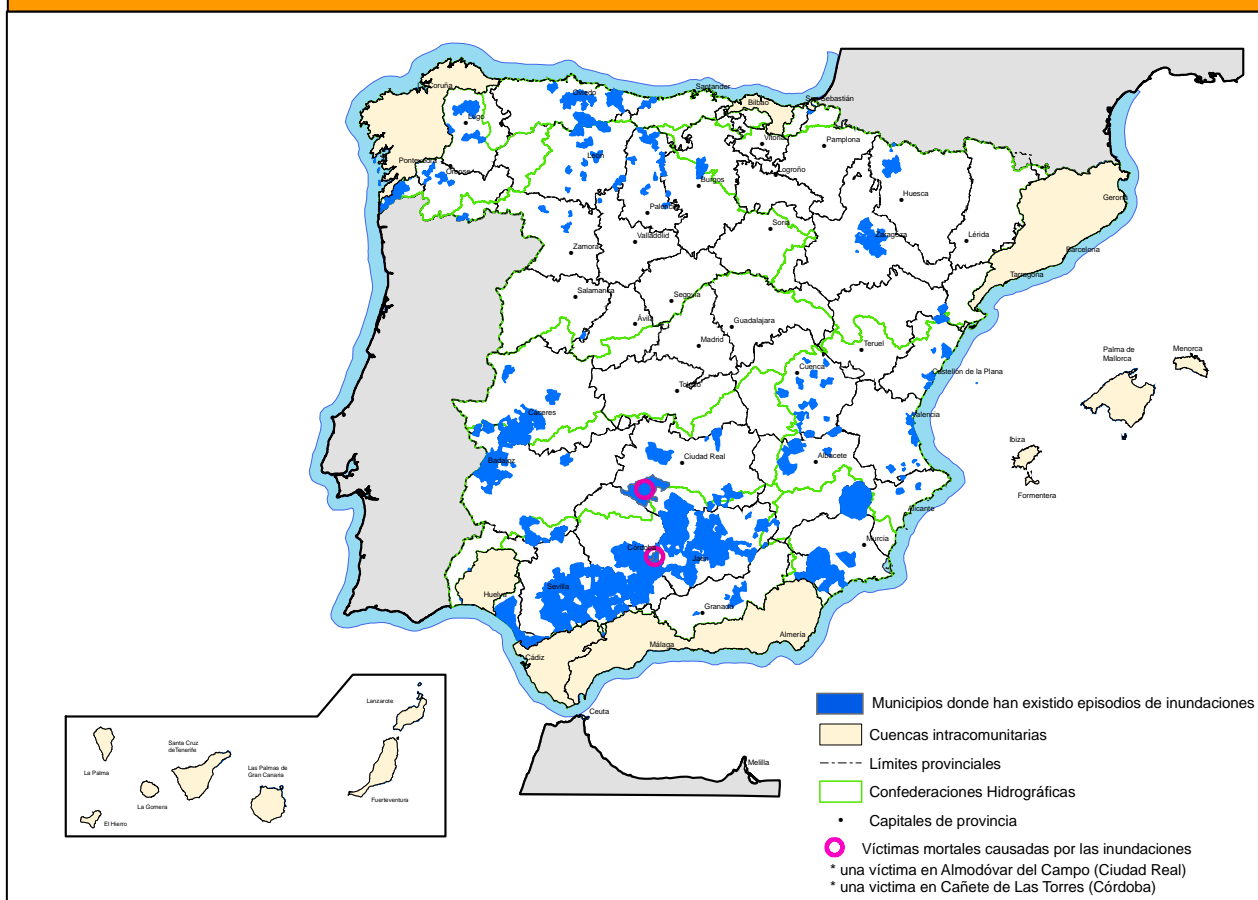 Santander
La Coruña
Oviedo
San Sebastián
Bilbao
Lugo
Vitoria
Pamplona
León
Pontevedra
Orense
Logroño
Burgos
Huesca
Gerona
Palencia
Soria
Zaragoza
Lérida
Valladolid
Zamora
Barcelona
Tarragona
Salamanca
Segovia
Ávila
Guadalajara
Madrid
Teruel
Palma de
Mallorca
Menorca
Cuenca
Castellón de la Plana
Toledo
Cáceres
Valencia
Ibiza
Badajoz
Ciudad Real
Albacete
Formentera
Alicante
Murcia
Córdoba
Jaén
Sevilla
Huelva
Granada
Almería
Málaga
Cádiz
Ceuta
Melilla
Lanzarote
Santa Cruz
deTenerife
La Palma
Las Palmas de
Gran Canaria
Fuerteventura
La Gomera
El Hierro
Municipios donde han existido episodios de inundaciones
Cuencas intracomunitarias
Límites provinciales
Confederaciones Hidrográficas
Capitales de provincia
Víctimas mortales causadas por las inundaciones
* una víctima en Almodóvar del Campo (Ciudad Real)
* una victima en Cañete de Las Torres (Córdoba)